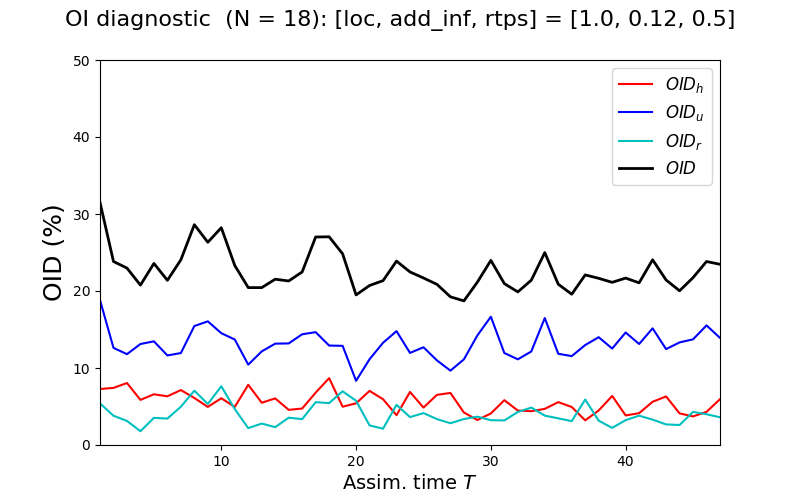 OI diagnostic (N = 18): [loc, add_inf, rtps] = [1.0, 0.12, 0.5]
50
40
30
20
10
0
OID (%)
OID_h
OID_u
OID_r
OID
10 20 30 40
Assim. time T